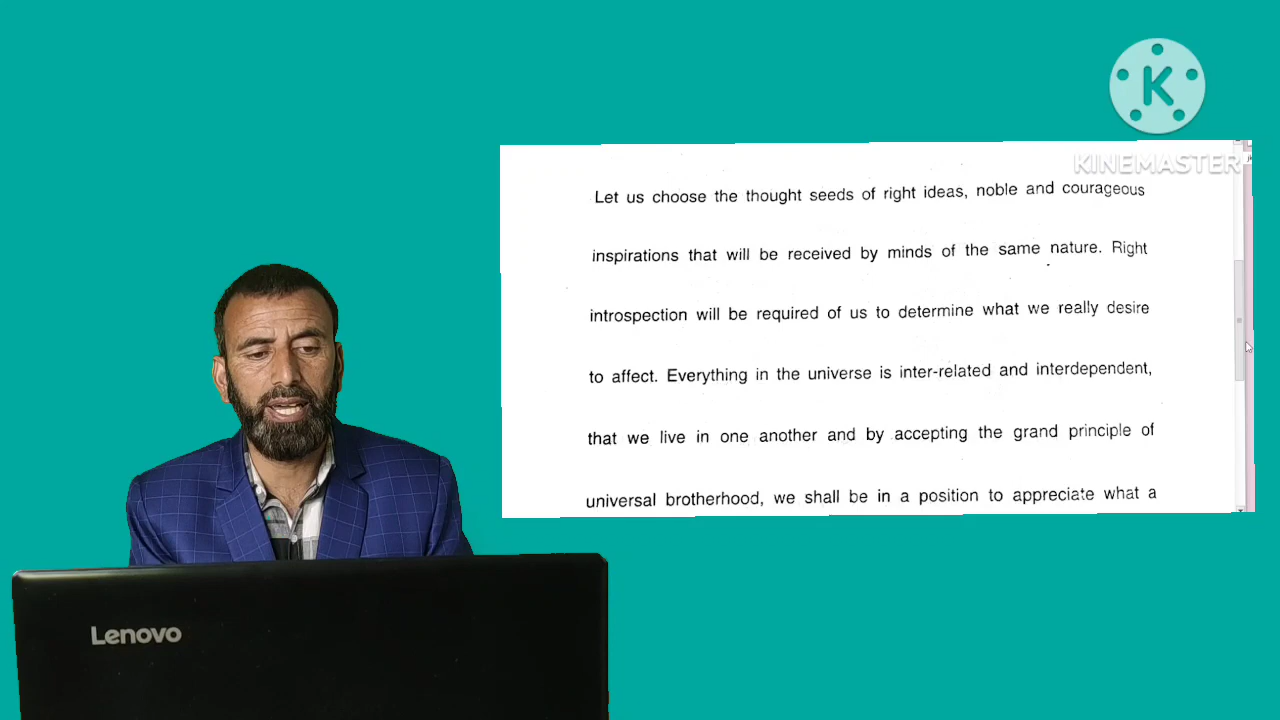 K
KINEMASTER
Let us choose the thought seeds of right ideas, noble and courageous
inspirations that will be received by minds of the same nature. Right
introspection will be required of us to determine what we really desire
to affect. Everything in the universe is inter-related and interdependent,
that we live in one another and by accepting the grand principle of
universal brotherhood, we shall be in a position to appreciate what a
Lenovo